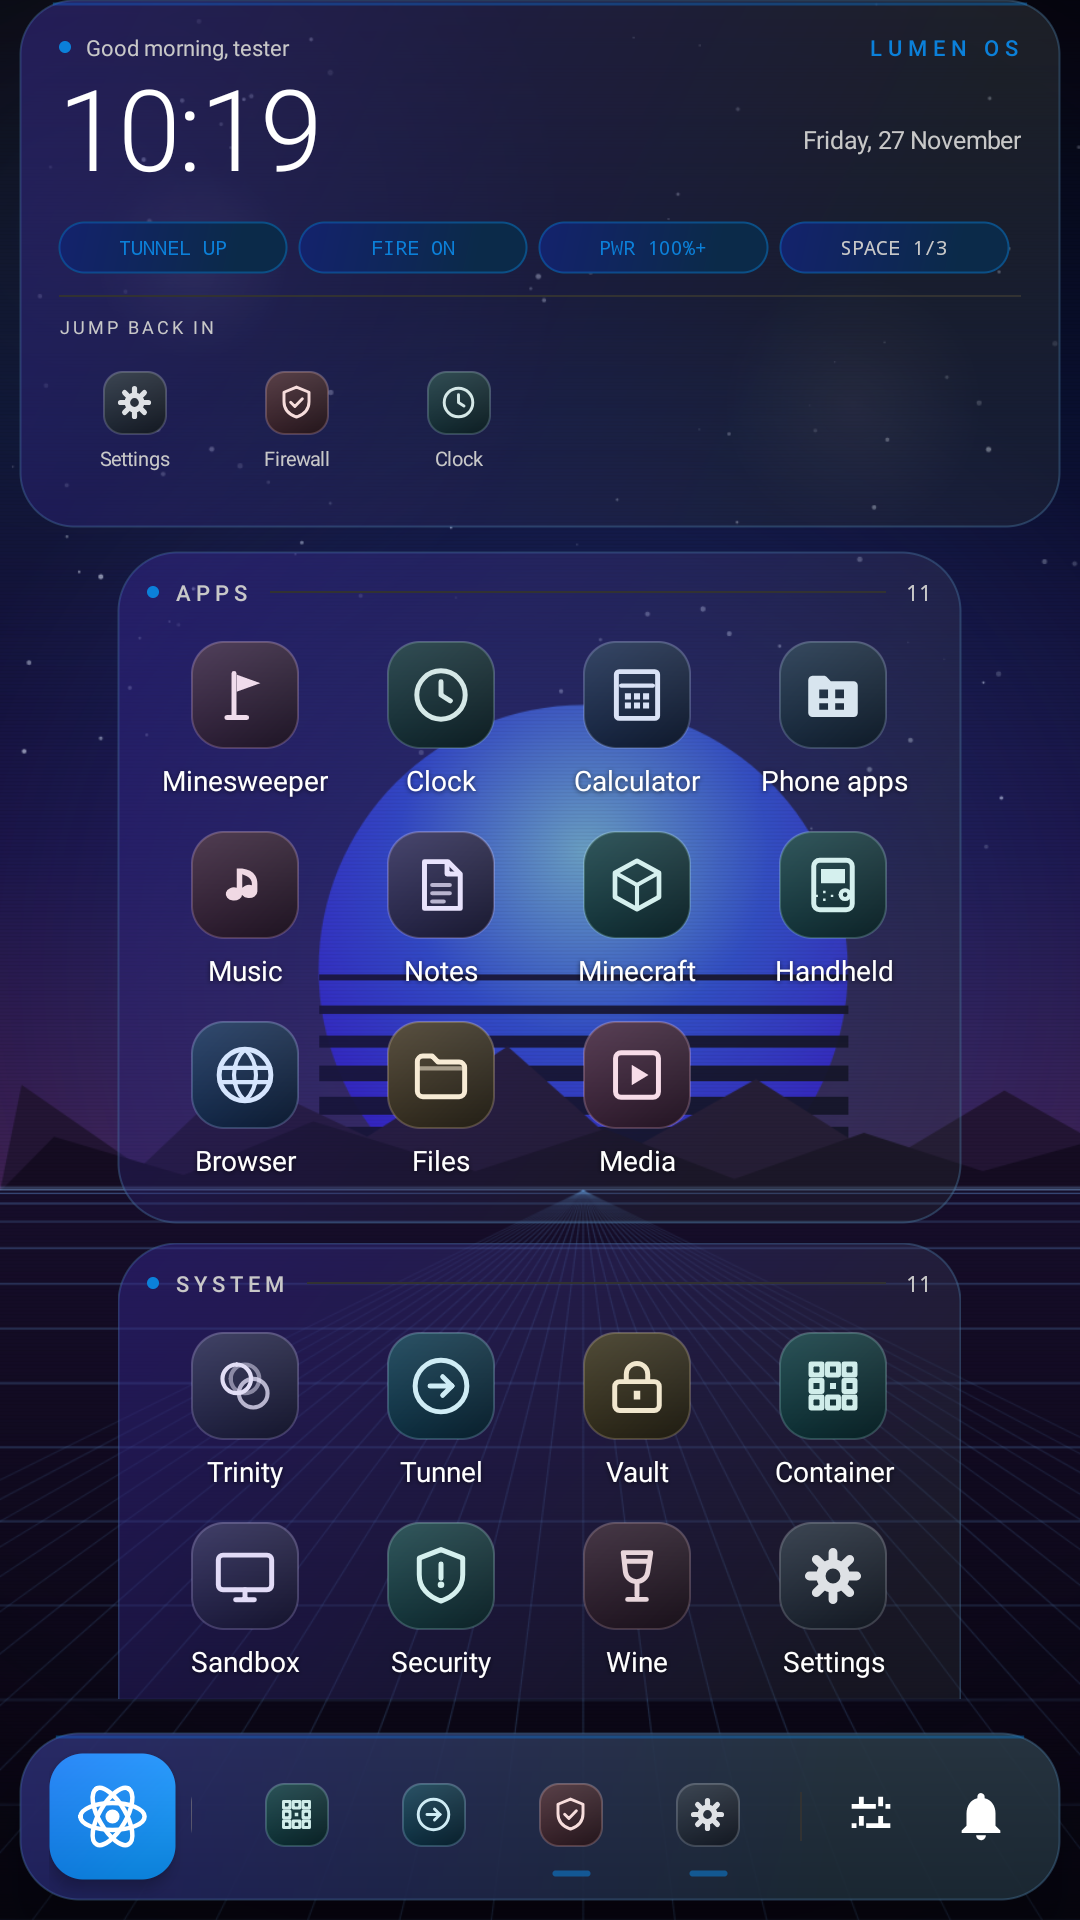 Good morning, tester
LUMEN OS
10:19
Friday, 27 November
TUNNEL UP
FIRE ON
PWR 100%+
SPACE 1/3
JUMP BACK IN
Settings
Firewall
Clock
APPS
11
Minesweeper
Clock
Calculator
Phone apps
Music
Notes
Minecraft
Handheld
Browser
Files
Media
SYSTEM
11
Trinity
Tunnel
Vault
Container
Sandbox
Security
Wine
Settings